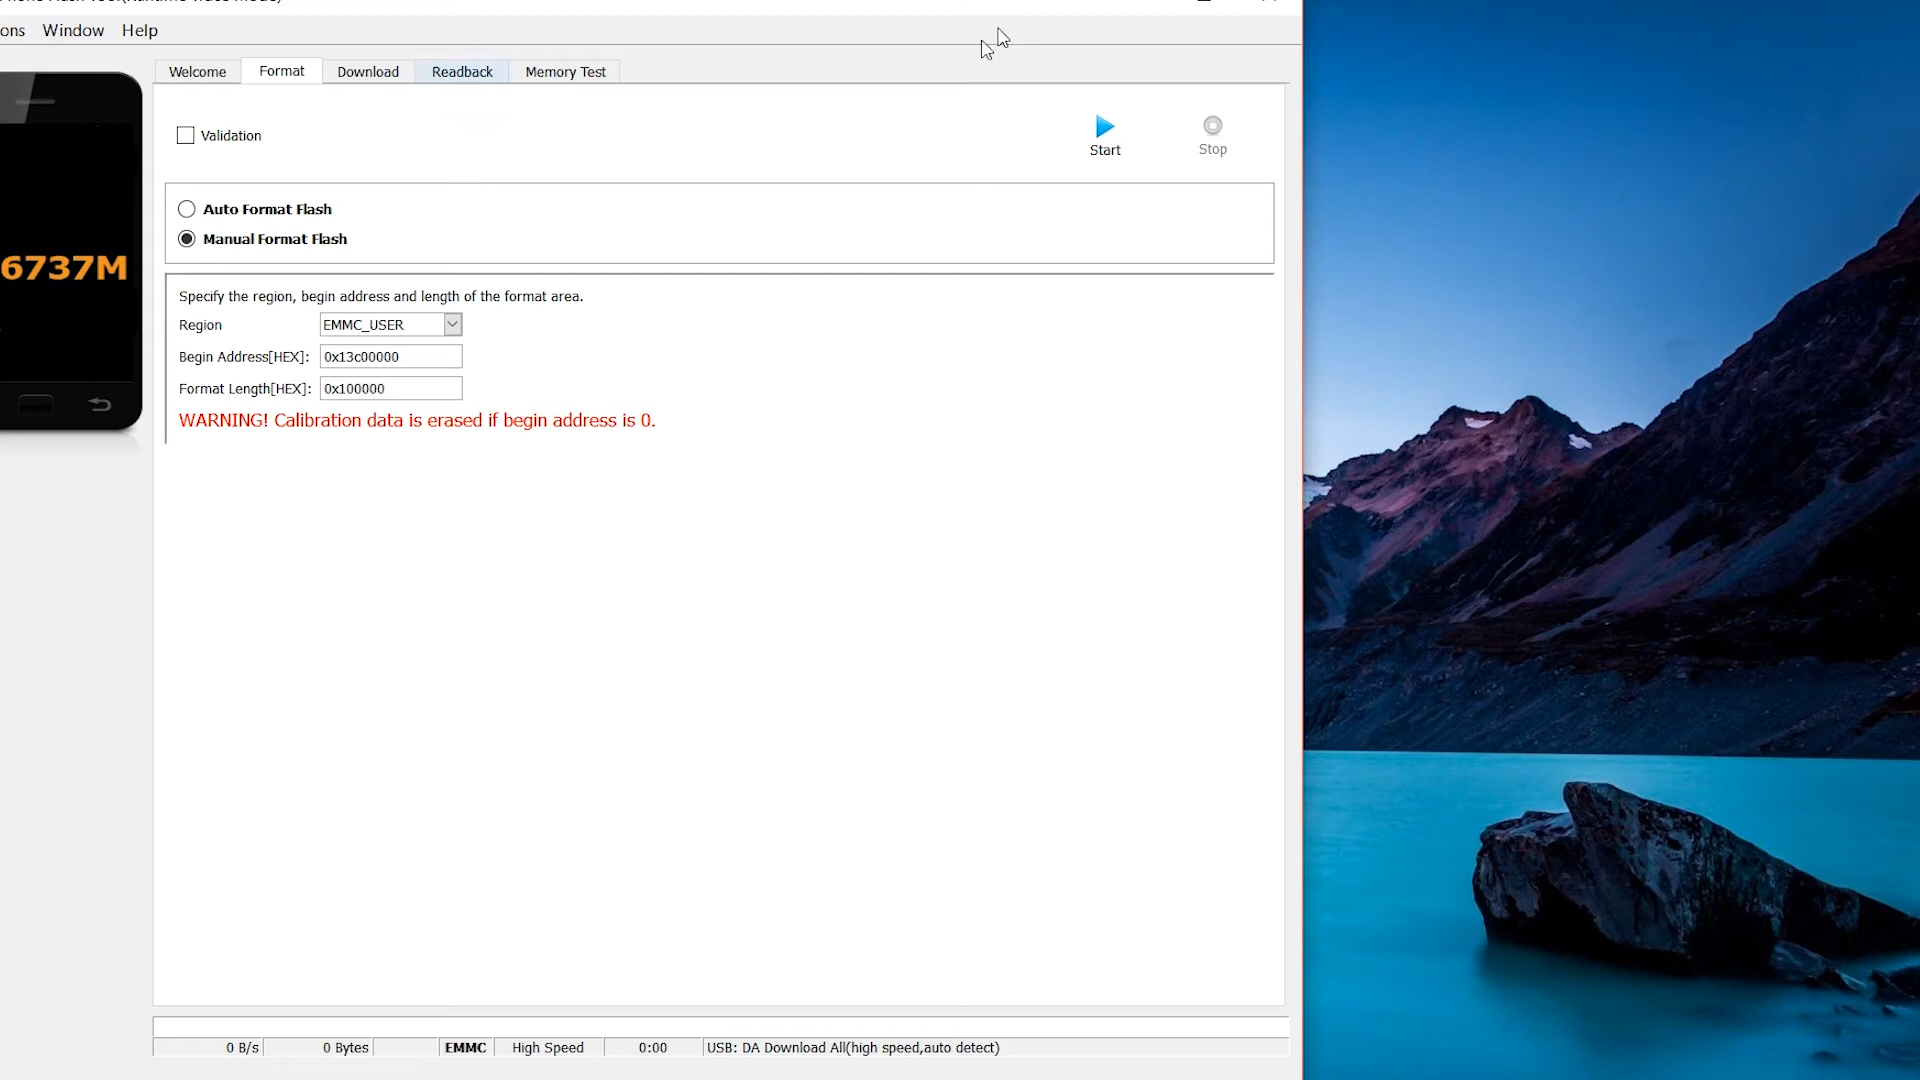 ons Window Help
Welcome Format Download Readback Memory Test
Validation
Start Stop
Auto Format Flash
Manual Format Flash
6737M
Specify the region, begin address and length of the format area.
Region EMMC_USER
Begin Address[HEX]: 0x13c00000
Format Length[HEX]: 0x100000
WARNING! Calibration data is erased if begin address is 0.
0 B/s 0 Bytes EMMC High Speed 0:00 USB: DA Download All(high speed,auto detect)